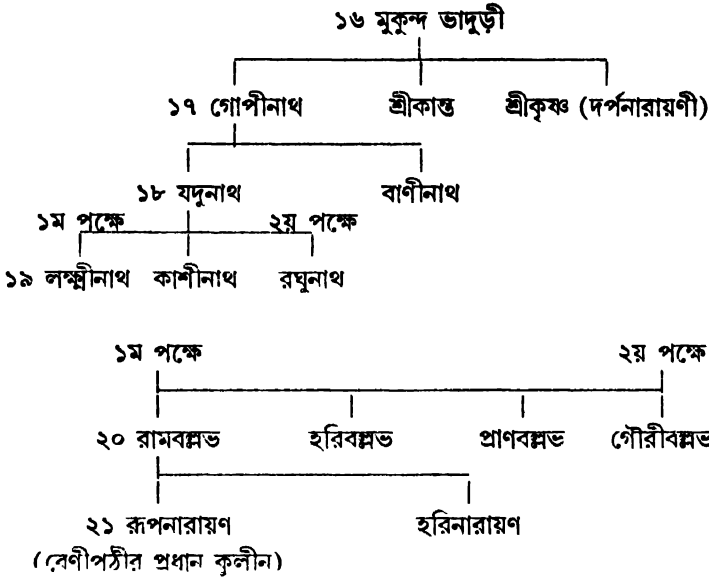 ১৬ মুকুন্দ ভাদুড়ী
১৭ গোপীনাথ শ্রীকান্ত শ্রীকৃষ্ণ (দর্পনারায়ণী)
১৮ যদুনাথ বাণীনাথ
১ম পক্ষে ২য় পক্ষে
১৯ লক্ষ্মীনাথ কাশীনাথ রঘুনাথ
১ম পক্ষে ২য় পক্ষে
২০ রামবল্লভ হরিবল্লভ প্রাণবল্লভ গৌরীবল্লভ
২১ রূপনারায়ণ হরিনারায়ণ
(বেণীপঠীর প্রধান কুলীন)